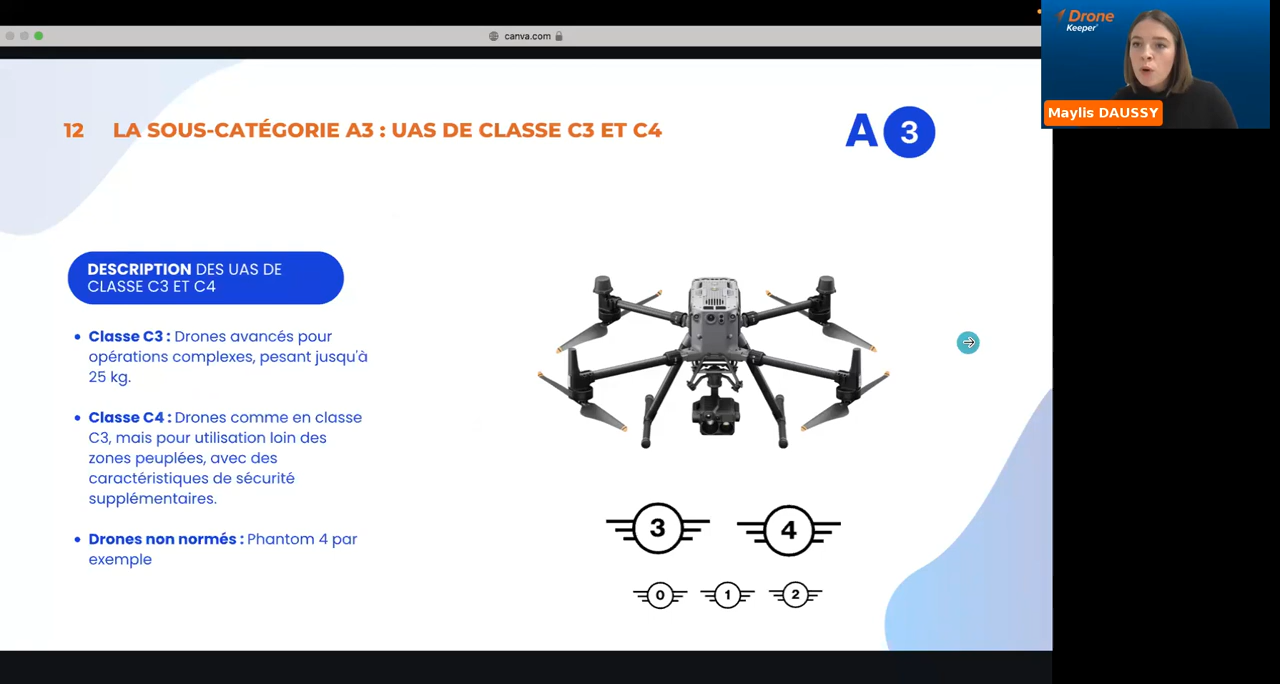 canva.com
Drone
Keeper
Maylis DAUSSY
12 LA SOUS-CATÉGORIE A3 : UAS DE CLASSE C3 ET C4
A 3
DESCRIPTION DES UAS DE
CLASSE C3 ET C4
• Classe C3 : Drones avancés pour
opérations complexes, pesant jusqu'à
25 kg.
• Classe C4 : Drones comme en classe
C3, mais pour utilisation loin des
zones peuplées, avec des
caractéristiques de sécurité
supplémentaires.
• Drones non normés : Phantom 4 par
exemple
3 4
0 1 2